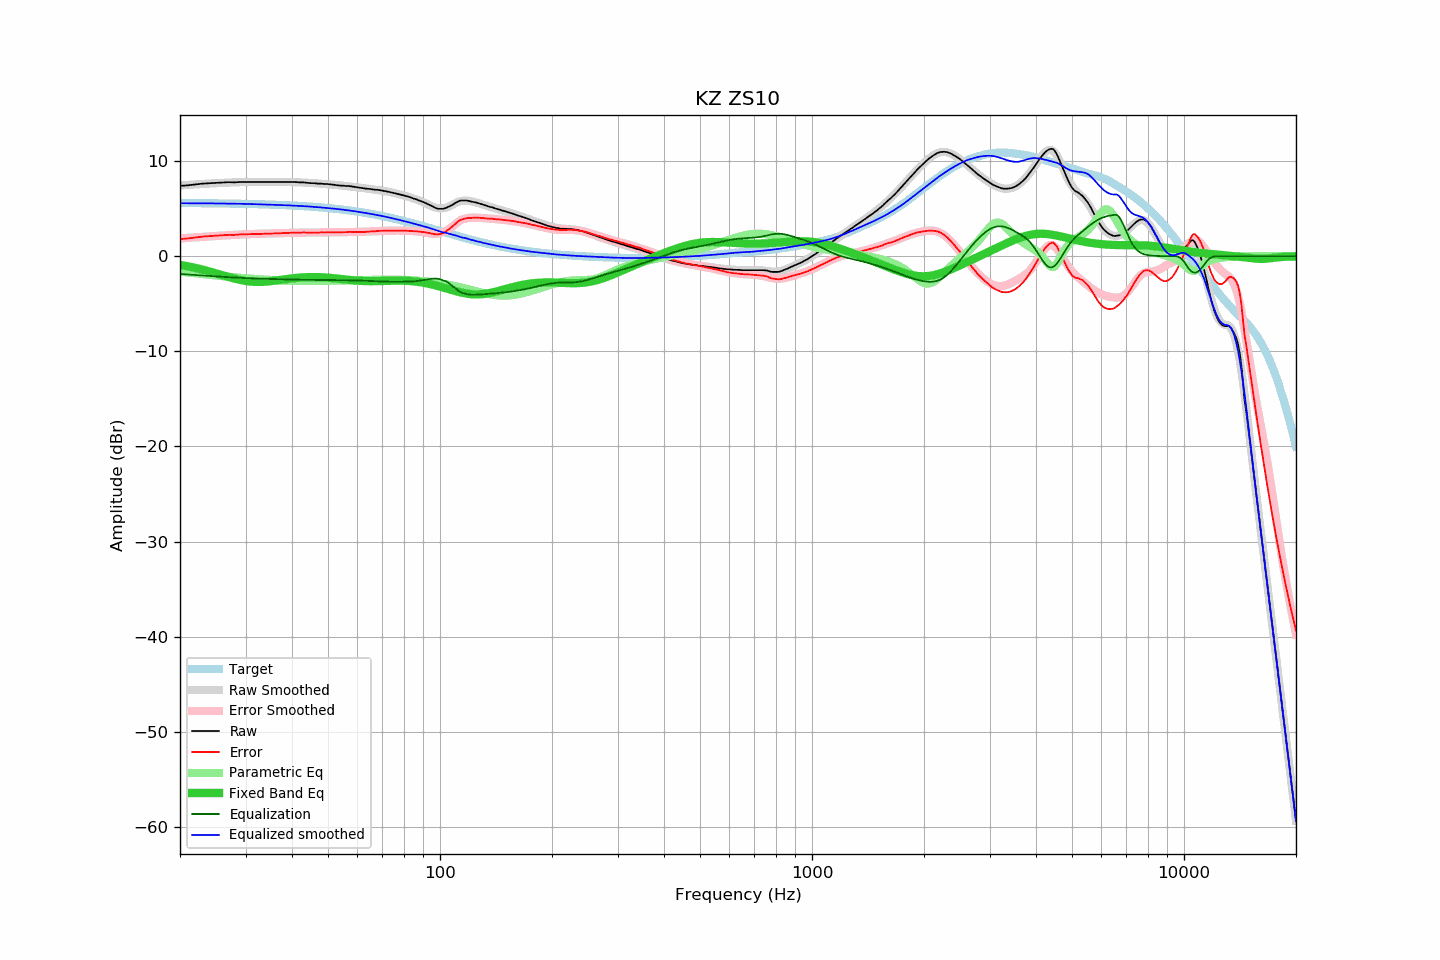 KZ ZS10
Amplitude (dBr)
10
0
−10
−20
−30
−40
−50
−60
Target
Raw Smoothed
Error Smoothed
Raw
Error
Parametric Eq
Fixed Band Eq
Equalization
Equalized smoothed
100
1000
10000
Frequency (Hz)